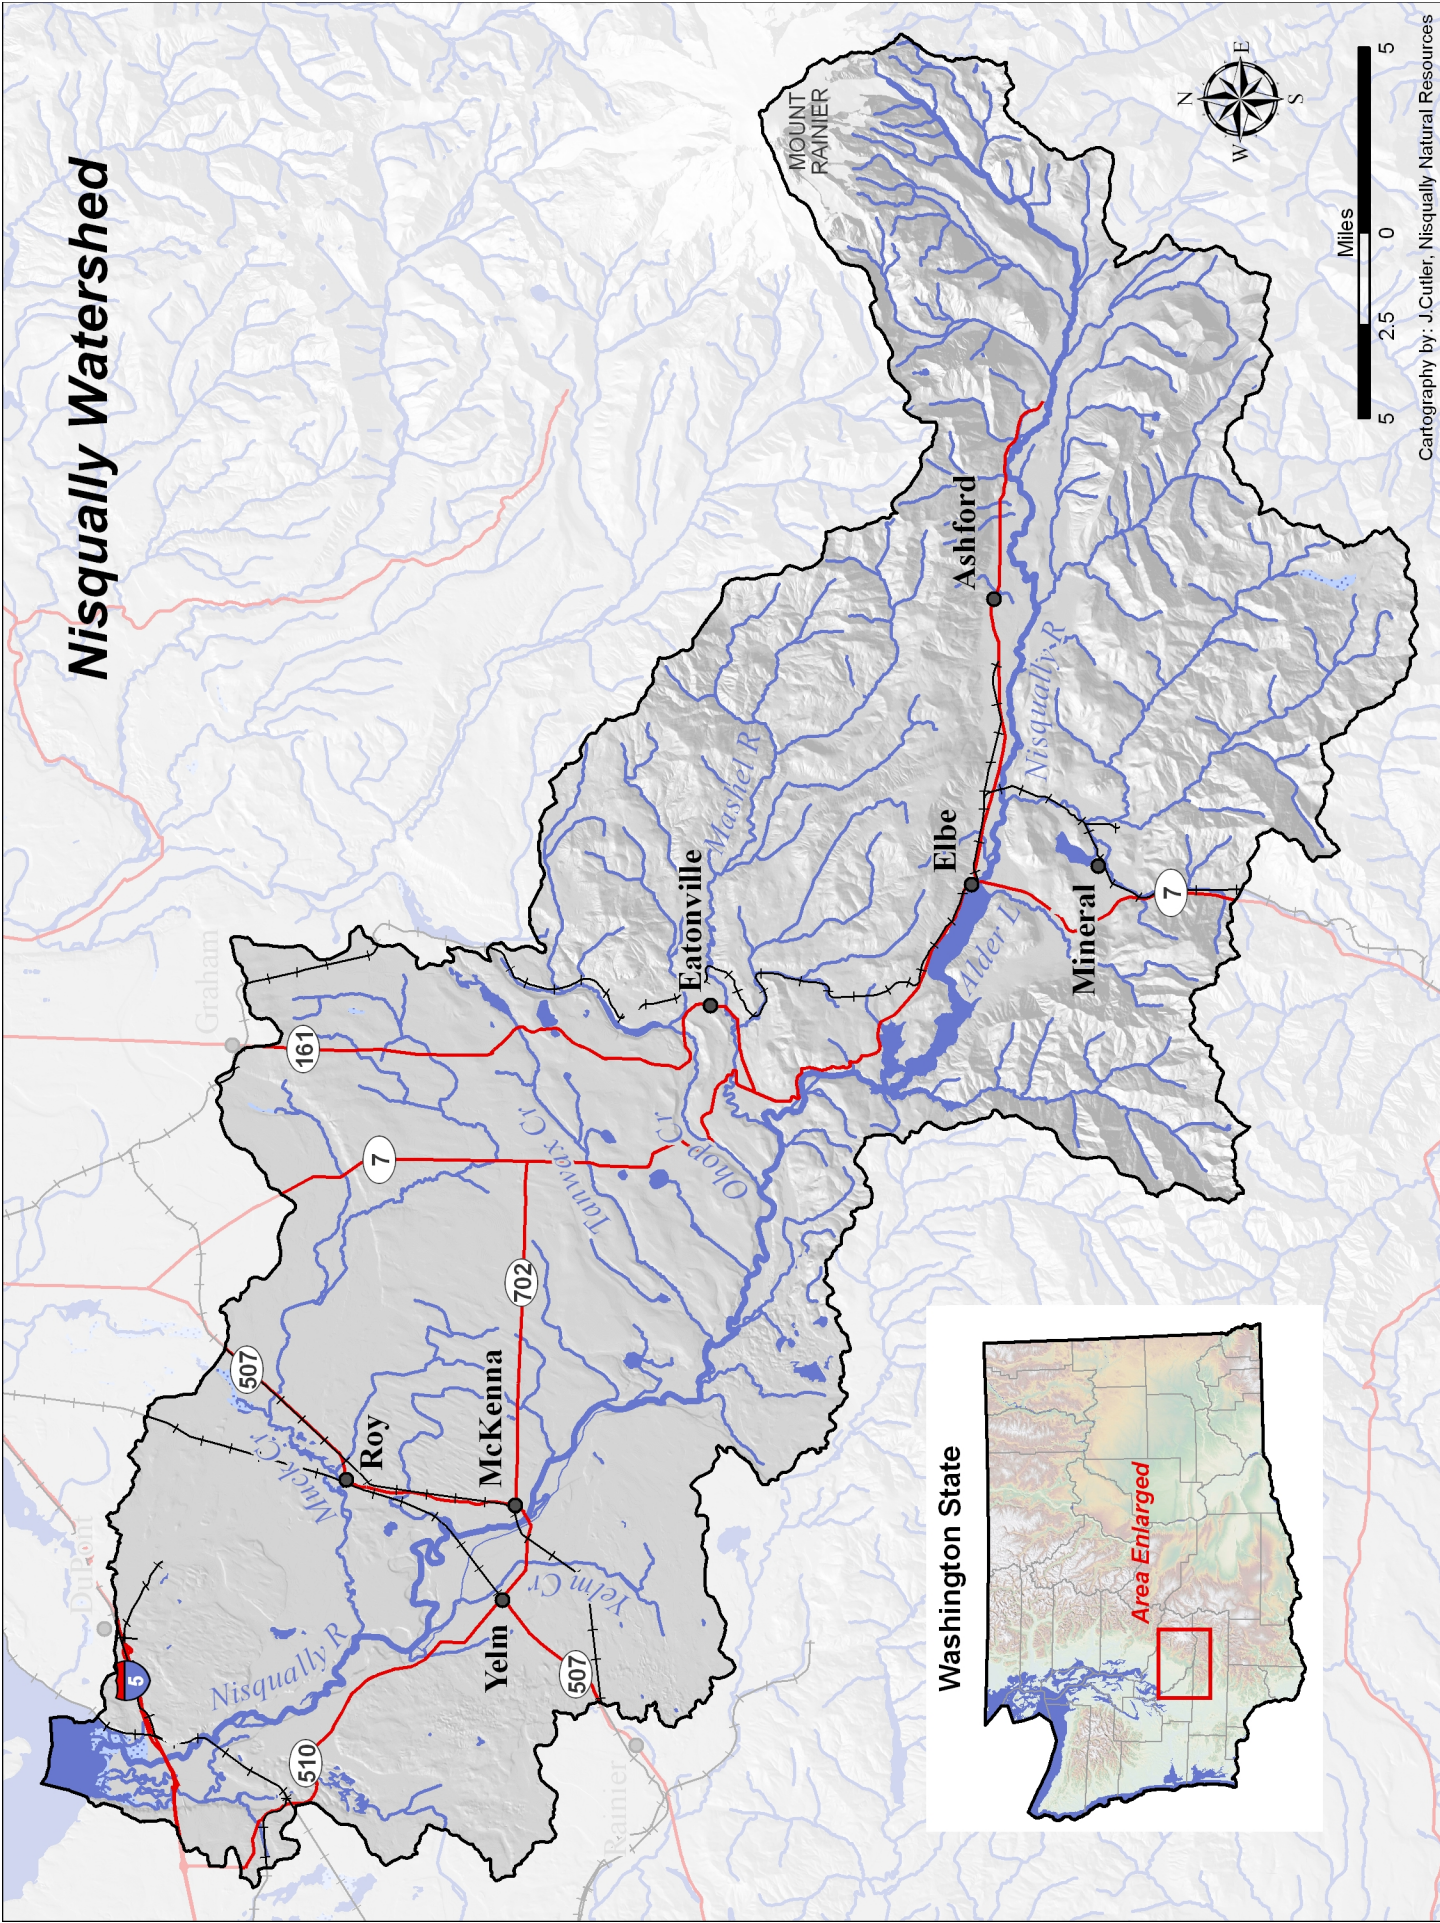 Nisqually Watershed
Graham
DuPont
Rainier
MOUNT
RAINIER
Ashford
Elbe
Eatonville
Mineral
Roy
McKenna
Yelm
Nisqually R
Nisqually R
Mashel R
Alder L
Ohop Cr
Tanwax Cr
Muck Cr
Yelm Cr
5
510
507
507
702
7
7
161
N
E
S
W
Miles
5
2.5
0
5
Cartography by: J.Cutler, Nisqually Natural Resources
Washington State
Area Enlarged